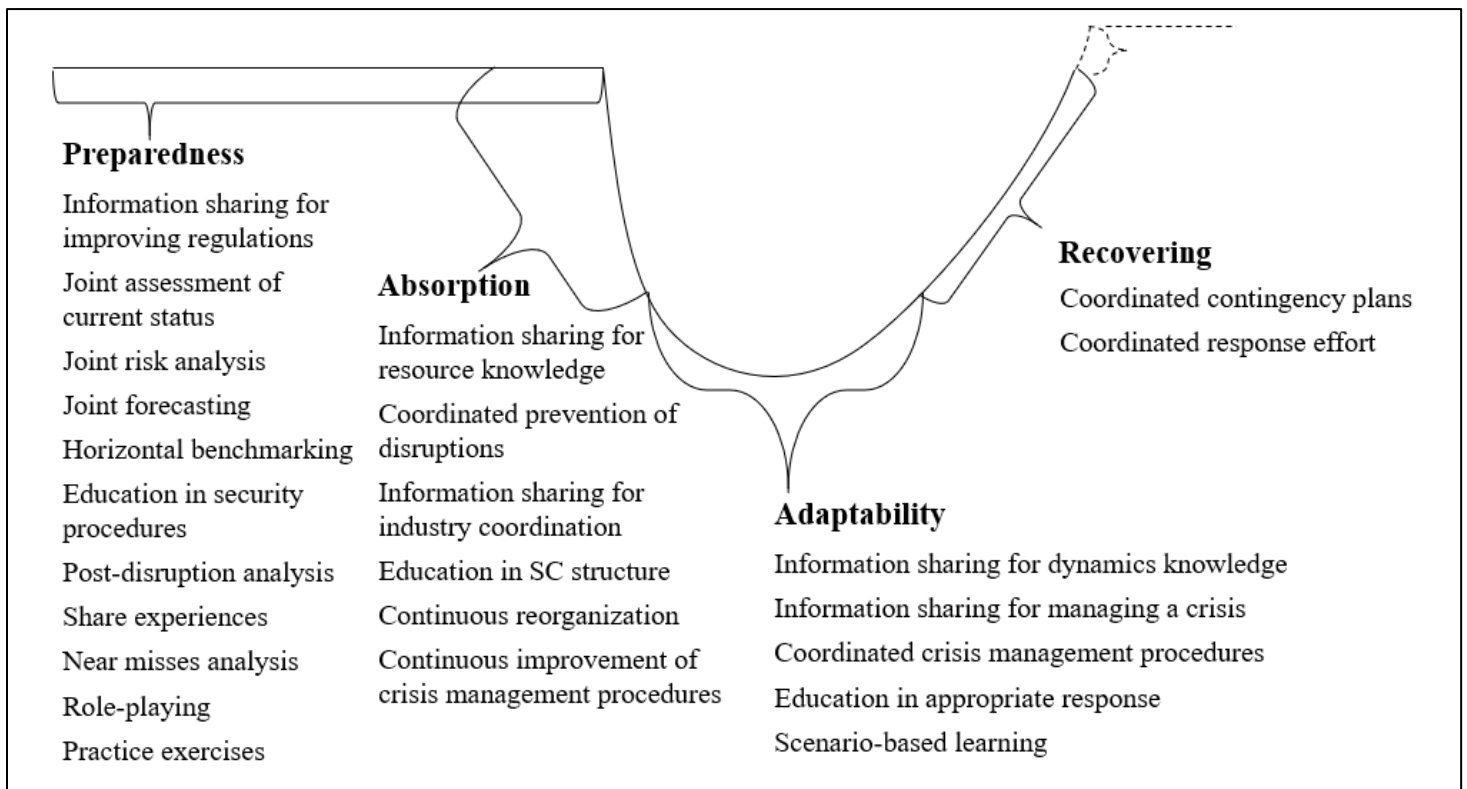 Preparedness
Information sharing for
improving regulations
Joint assessment of
current status
Joint risk analysis
Joint forecasting
Horizontal benchmarking
Education in security
procedures
Post-disruption analysis
Share experiences
Near misses analysis
Role-playing
Practice exercises
Absorption
Information sharing for
resource knowledge
Coordinated prevention of
disruptions
Information sharing for
industry coordination
Education in SC structure
Continuous reorganization
Continuous improvement of
crisis management procedures
Adaptability
Information sharing for dynamics knowledge
Information sharing for managing a crisis
Coordinated crisis management procedures
Education in appropriate response
Scenario-based learning
Recovering
Coordinated contingency plans
Coordinated response effort